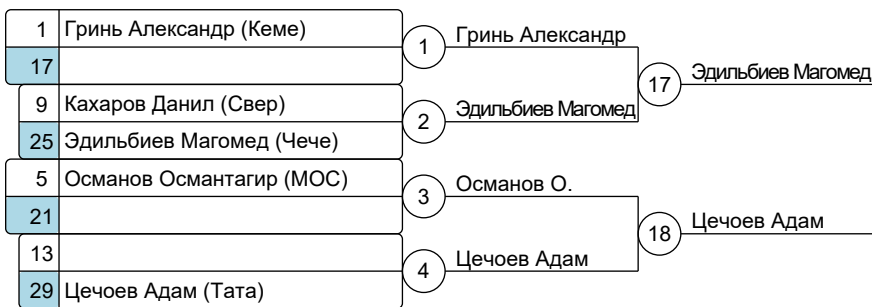 1 Гринь Александр (Кеме)
17
9 Кахаров Данил (Свер)
25 Эдильбиев Магомед (Чече)
5 Османов Османтагир (МОС)
21
13
29 Цечоев Адам (Тата)
1 Гринь Александр
2 Эдильбиев Магомед
3 Османов О.
4 Цечоев Адам
17 Эдильбиев Магомед
18 Цечоев Адам